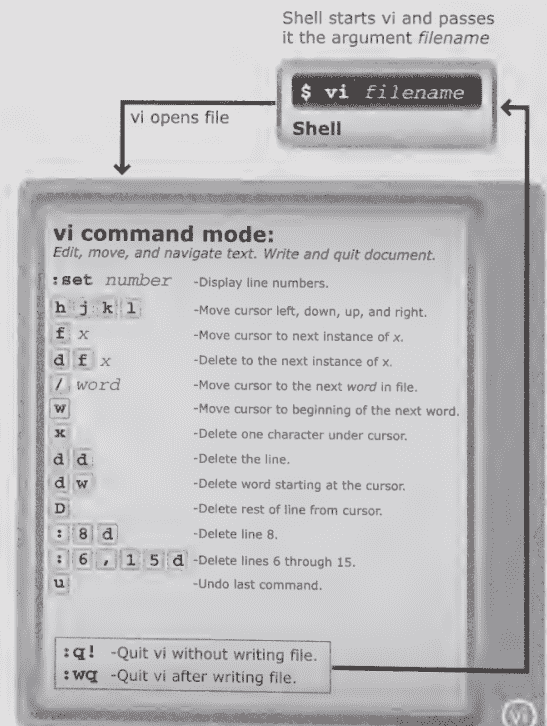 Shell starts vi and passes
it the argument filename
$ vi filename
Shell
vi opens file
vi command mode:
Edit, move, and navigate text. Write and quit document.
:set number -Display line numbers.
h j k l -Move cursor left, down, up, and right.
f x -Move cursor to next instance of x.
d f x -Delete to the next instance of x.
/ word -Move cursor to the next word in file.
w -Move cursor to beginning of the next word.
x -Delete one character under cursor.
d d -Delete the line.
d w -Delete word starting at the cursor.
D -Delete rest of line from cursor.
: 8 d -Delete line 8.
: 6 , 1 5 d -Delete lines 6 through 15.
u -Undo last command.
:q! -Quit vi without writing file.
:wq -Quit vi after writing file.
vi